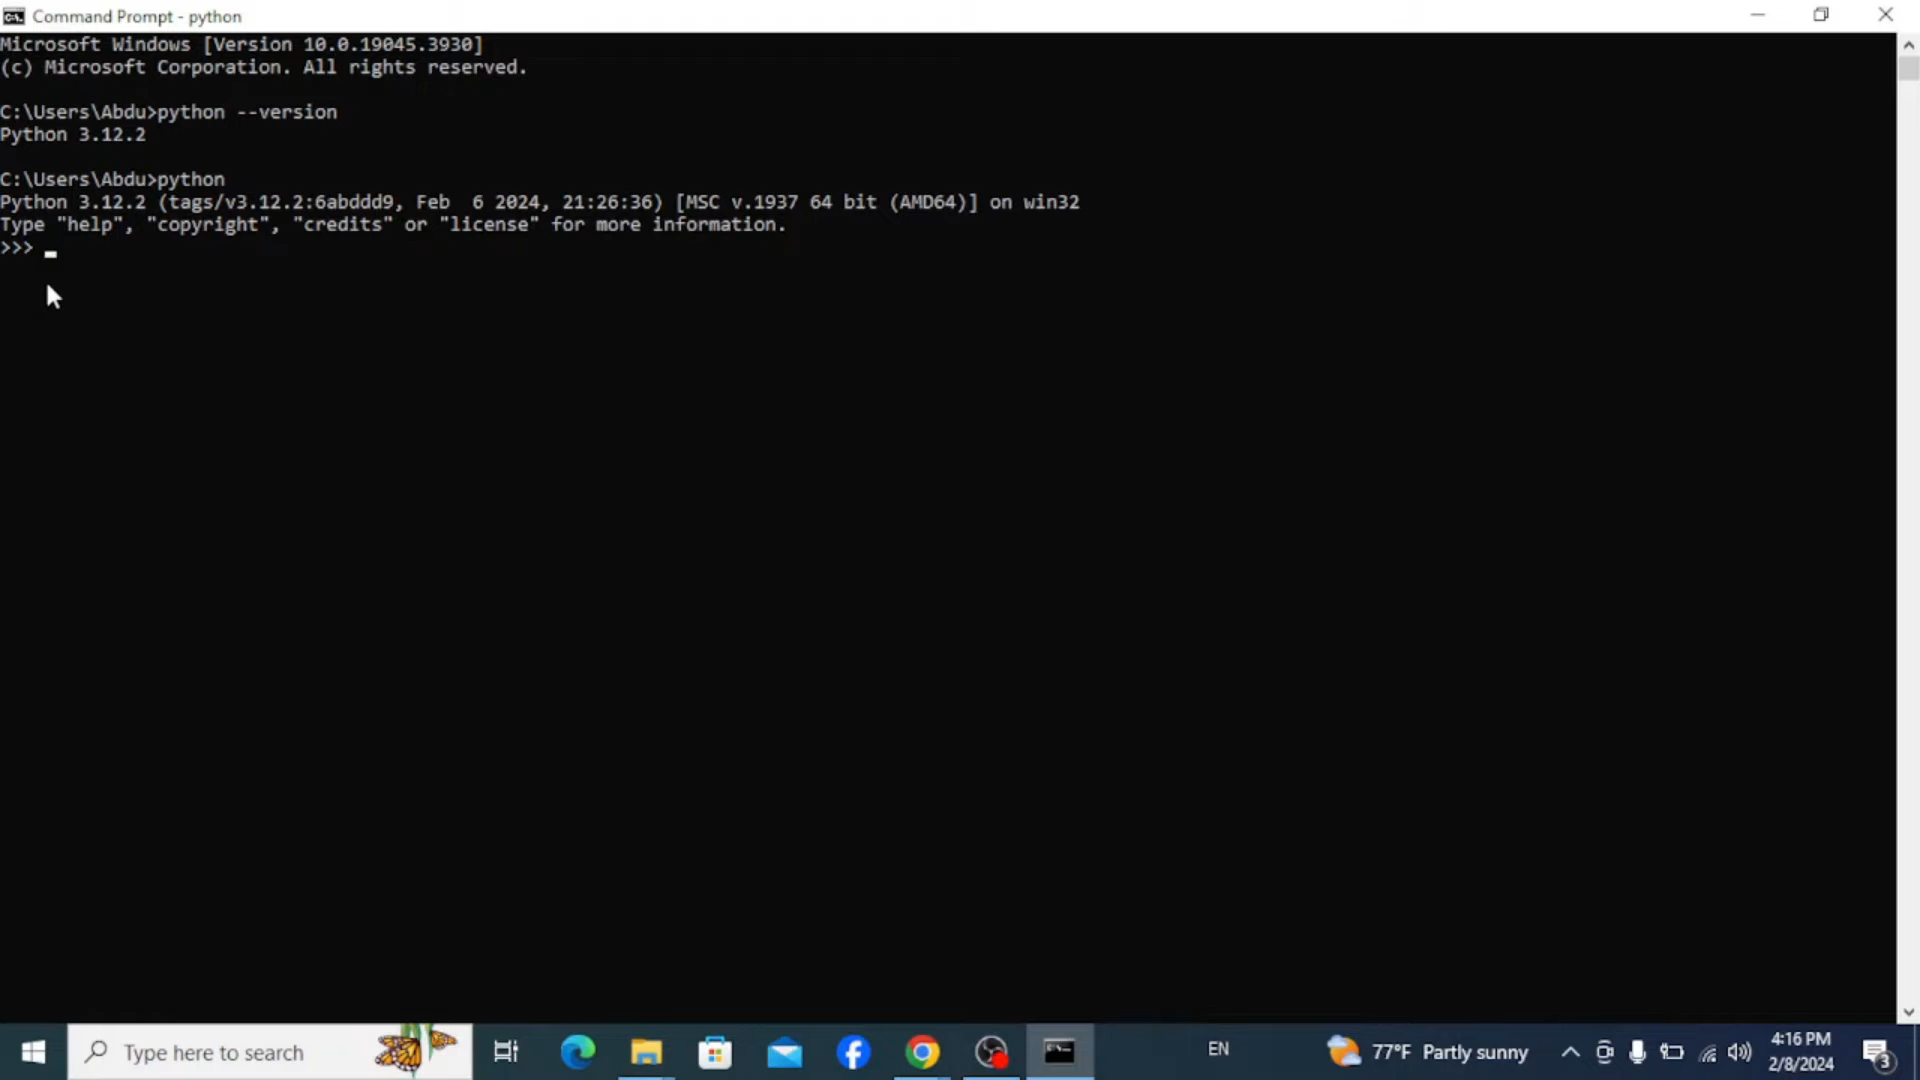 Command Prompt - python
Microsoft Windows [Version 10.0.19045.3930]
(c) Microsoft Corporation. All rights reserved.
C:\Users\Abdu>python --version
Python 3.12.2
C:\Users\Abdu>python
Python 3.12.2 (tags/v3.12.2:6abddd9, Feb  6 2024, 21:26:36) [MSC v.1937 64 bit (AMD64)] on win32
Type "help", "copyright", "credits" or "license" for more information.
>>> _
Type here to search
EN
77°F Partly sunny
4:16 PM
2/8/2024
3